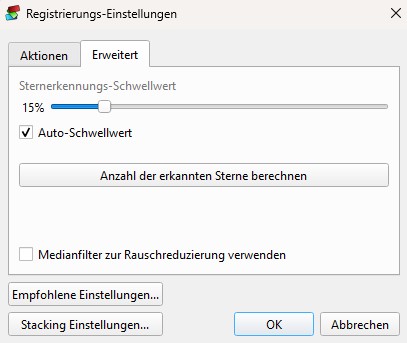 Registrierungs-Einstellungen
Aktionen Erweitert
Sternerkennungs-Schwellwert
15%
Auto-Schwellwert
Anzahl der erkannten Sterne berechnen
Medianfilter zur Rauschreduzierung verwenden
Empfohlene Einstellungen...
Stacking Einstellungen... OK Abbrechen